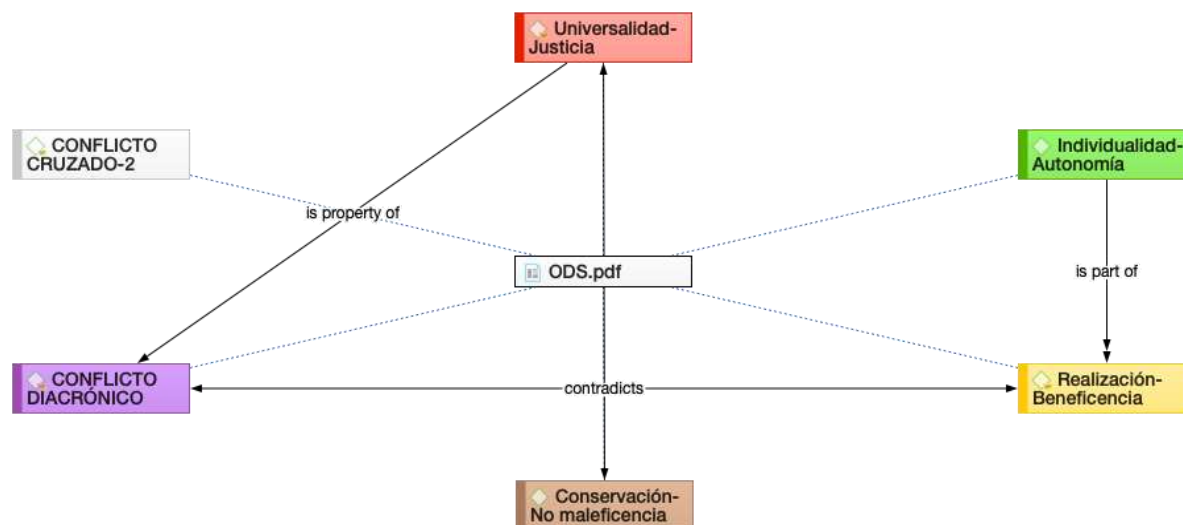 Universalidad-
Justicia
CONFLICTO
CRUZADO-2
Individualidad-
Autonomía
is property of
ODS.pdf
is part of
CONFLICTO
DIACRÓNICO
contradicts
Realización-
Beneficencia
Conservación-
No maleficencia